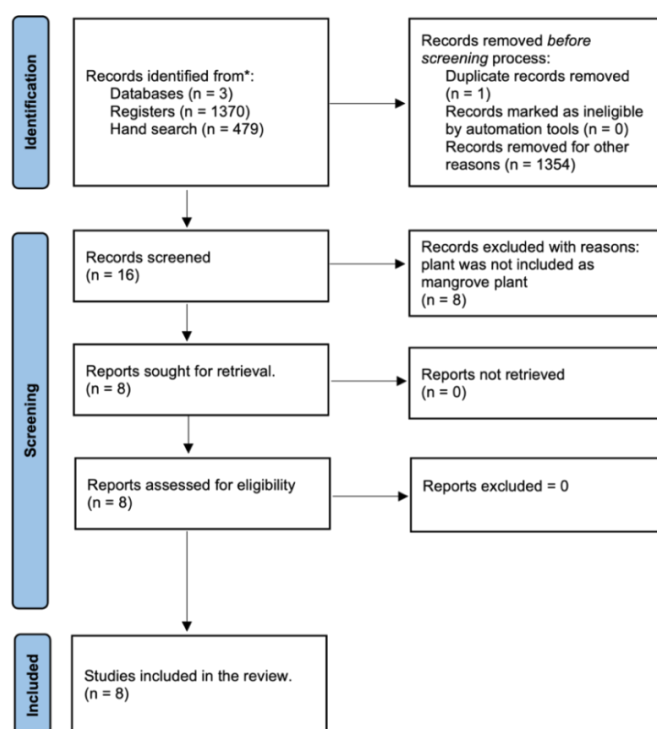 Identification
Records identified from*:
Databases (n = 3)
Registers (n = 1370)
Hand search (n = 479)
Records removed before
screening process:
Duplicate records removed
(n = 1)
Records marked as ineligible
by automation tools (n = 0)
Records removed for other
reasons (n = 1354)
Screening
Records screened
(n = 16)
Records excluded with reasons:
plant was not included as
mangrove plant
(n = 8)
Reports sought for retrieval.
(n = 8)
Reports not retrieved
(n = 0)
Reports assessed for eligibility
(n = 8)
Reports excluded = 0
Included
Studies included in the review.
(n = 8)